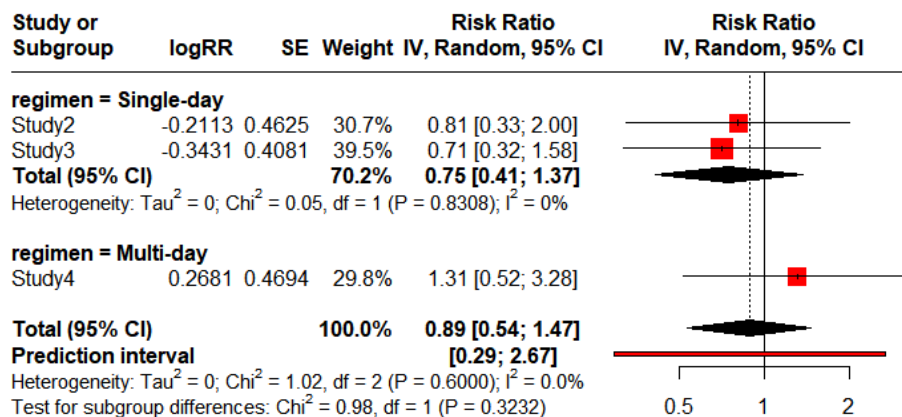 Study or Risk Ratio Risk Ratio
Subgroup logRR SE Weight IV, Random, 95% CI IV, Random, 95% CI
regimen = Single-day
Study2 -0.2113 0.4625 30.7% 0.81 [0.33; 2.00]
Study3 -0.3431 0.4081 39.5% 0.71 [0.32; 1.58]
Total (95% CI) 70.2% 0.75 [0.41; 1.37]
Heterogeneity: Tau² = 0; Chi² = 0.05, df = 1 (P = 0.8308); I² = 0%
regimen = Multi-day
Study4 0.2681 0.4694 29.8% 1.31 [0.52; 3.28]
Total (95% CI) 100.0% 0.89 [0.54; 1.47]
Prediction interval [0.29; 2.67]
Heterogeneity: Tau² = 0; Chi² = 1.02, df = 2 (P = 0.6000); I² = 0.0%
Test for subgroup differences: Chi² = 0.98, df = 1 (P = 0.3232)
0.5 1 2